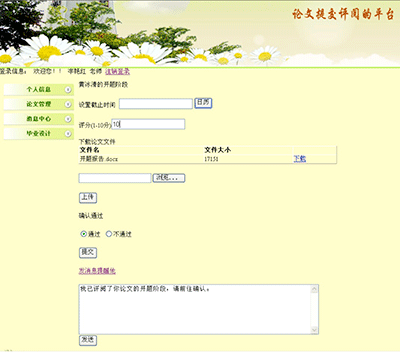 论文提交评阅的平台
登录信息: 欢迎您!! 李艳红 老师 注销登录
个人信息
论文管理
消息中心
毕业设计
黄冰清的开题阶段
设置截止时间 日历
评分(1-10分) 10
下载论文文件
文件名 文件大小
开题报告.docx 17151 下载
浏览...
上传
确认通过
通过 不通过
提交
发消息提醒他
我已评阅了你论文的开题阶段，请前往确认。
发送